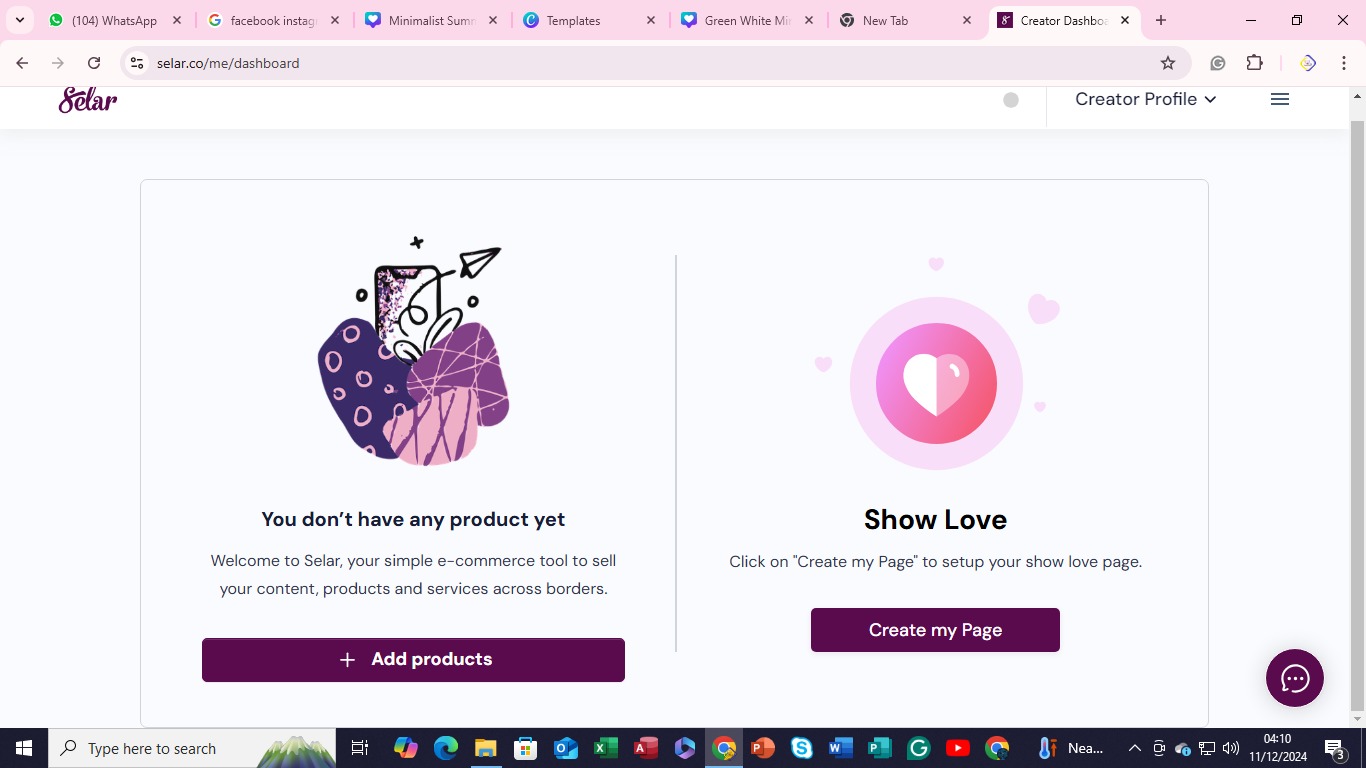 (104) WhatsApp
facebook instag
Minimalist Sum
Templates
Green White Mi
New Tab
Creator Dashbo
selar.co/me/dashboard
Selar
Creator Profile
You don’t have any product yet
Welcome to Selar, your simple e-commerce tool to sell
your content, products and services across borders.
+ Add products
Show Love
Click on "Create my Page" to setup your show love page.
Create my Page
Type here to search
Nea...
04:10
11/12/2024
3